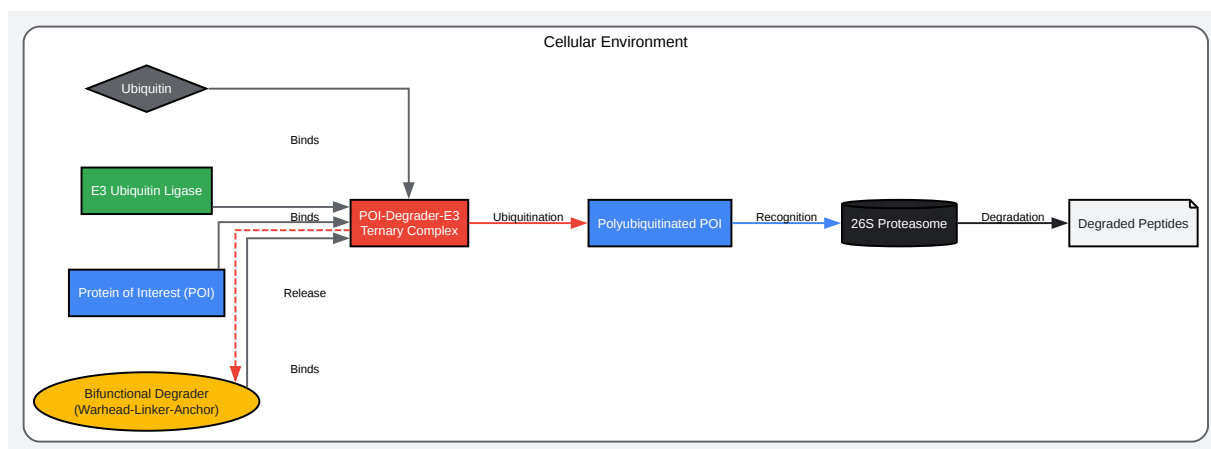 Cellular Environment
Ubiquitin
Binds
E3 Ubiquitin Ligase
Binds
POI-Degrader-E3
Ternary Complex
Ubiquitination
Polyubiquitinated POI
Recognition
26S Proteasome
Degradation
Degraded Peptides
Protein of Interest (POI)
Release
Binds
Bifunctional Degrader
(Warhead-Linker-Anchor)